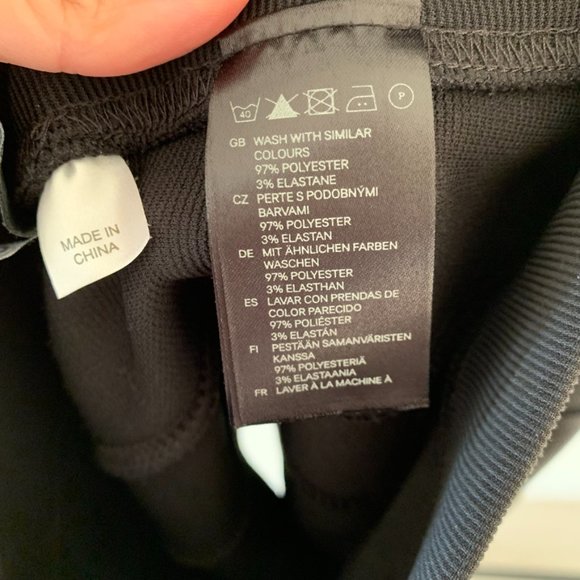 40
P
GB WASH WITH SIMILAR
COLOURS
97% POLYESTER
3% ELASTANE
CZ PERTE S PODOBNÝMI
BARVAMI
97% POLYESTER
3% ELASTAN
DE MIT ÄHNLICHEN FARBEN
WASCHEN
97% POLYESTER
3% ELASTHAN
ES LAVAR CON PRENDAS DE
COLOR PARECIDO
97% POLIÉSTER
3% ELASTÁN
FI PESTÄÄN SAMANVÄRISTEN
KANSSA
97% POLYESTERIÄ
3% ELASTAANIA
FR LAVER À LA MACHINE À
MADE IN
CHINA